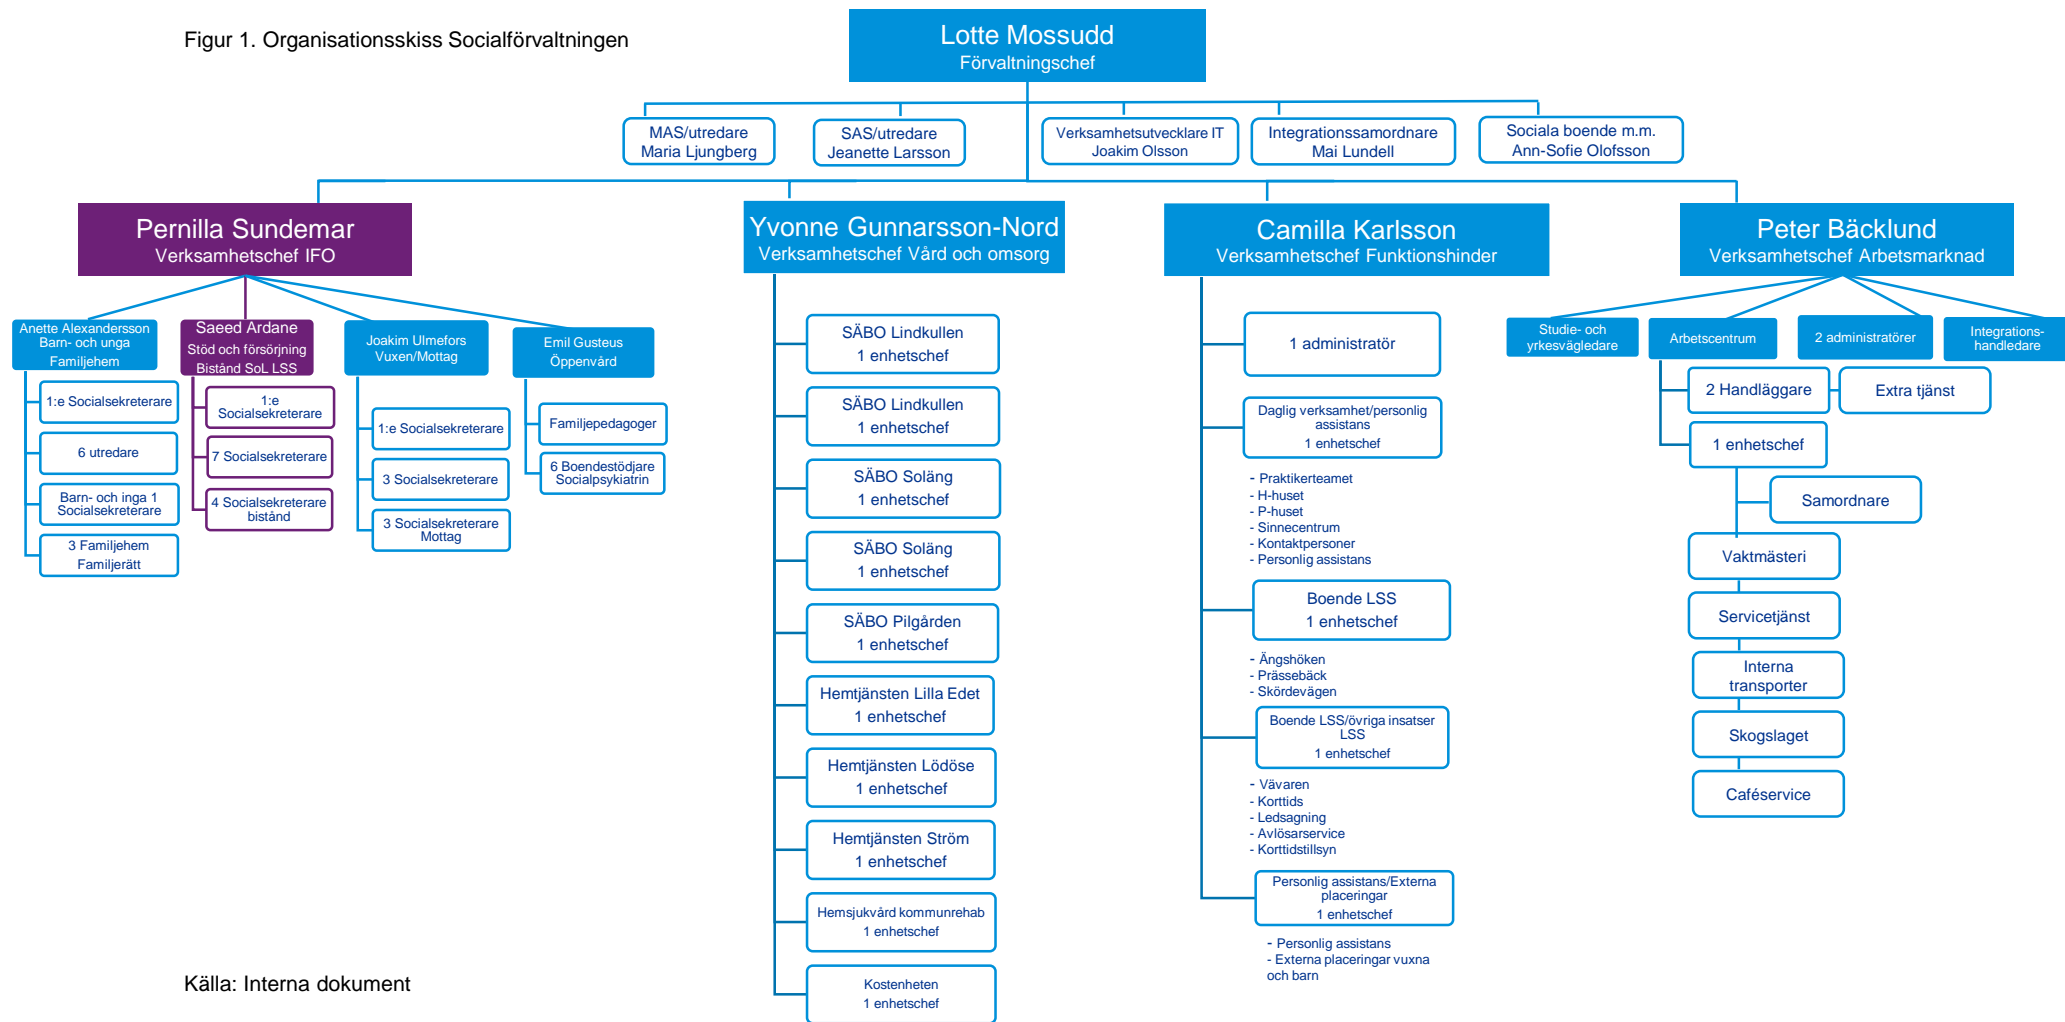 Figur 1. Organisationsskiss Socialförvaltningen
Lotte Mossudd
Förvaltningschef
MAS/utredare
Maria Ljungberg
SAS/utredare
Jeanette Larsson
Verksamhetsutvecklare IT
Joakim Olsson
Integrationssamordnare
Mai Lundell
Sociala boende m.m.
Ann-Sofie Olofsson
Pernilla Sundemar
Verksamhetschef IFO
Anette Alexandersson
Barn- och unga
Familjehem
1:e Socialsekreterare
6 utredare
Barn- och inga 1
Socialsekreterare
3 Familjehem
Familjerätt
Saeed Ardane
Stöd och försörjning
Bistånd SoL LSS
1:e
Socialsekreterare
7 Socialsekreterare
4 Socialsekreterare
bistånd
Joakim Ulmefors
Vuxen/Mottag
1:e Socialsekreterare
3 Socialsekreterare
3 Socialsekreterare
Mottag
Emil Gusteus
Öppenvård
Familjepedagoger
6 Boendestödjare
Socialpsykiatrin
Yvonne Gunnarsson-Nord
Verksamhetschef Vård och omsorg
SÄBO Lindkullen
1 enhetschef
SÄBO Lindkullen
1 enhetschef
SÄBO Soläng
1 enhetschef
SÄBO Soläng
1 enhetschef
SÄBO Pilgården
1 enhetschef
Hemtjänsten Lilla Edet
1 enhetschef
Hemtjänsten Lödöse
1 enhetschef
Hemtjänsten Ström
1 enhetschef
Hemsjukvård kommunrehab
1 enhetschef
Kostenheten
1 enhetschef
Camilla Karlsson
Verksamhetschef Funktionshinder
1 administratör
Daglig verksamhet/personlig
assistans
1 enhetschef
- Praktikerteamet
- H-huset
- P-huset
- Sinnecentrum
- Kontaktpersoner
- Personlig assistans
Boende LSS
1 enhetschef
- Ängshöken
- Prässebäck
- Skördevägen
Boende LSS/övriga insatser
LSS
1 enhetschef
- Vävaren
- Korttids
- Ledsagning
- Avlösarservice
- Korttidstillsyn
Personlig assistans/Externa
placeringar
1 enhetschef
- Personlig assistans
- Externa placeringar vuxna
och barn
Peter Bäcklund
Verksamhetschef Arbetsmarknad
Studie- och
yrkesvägledare
Arbetscentrum
2 administratörer
Integrations-
handledare
2 Handläggare
Extra tjänst
1 enhetschef
Samordnare
Vaktmästeri
Servicetjänst
Interna
transporter
Skogslaget
Caféservice
Källa: Interna dokument